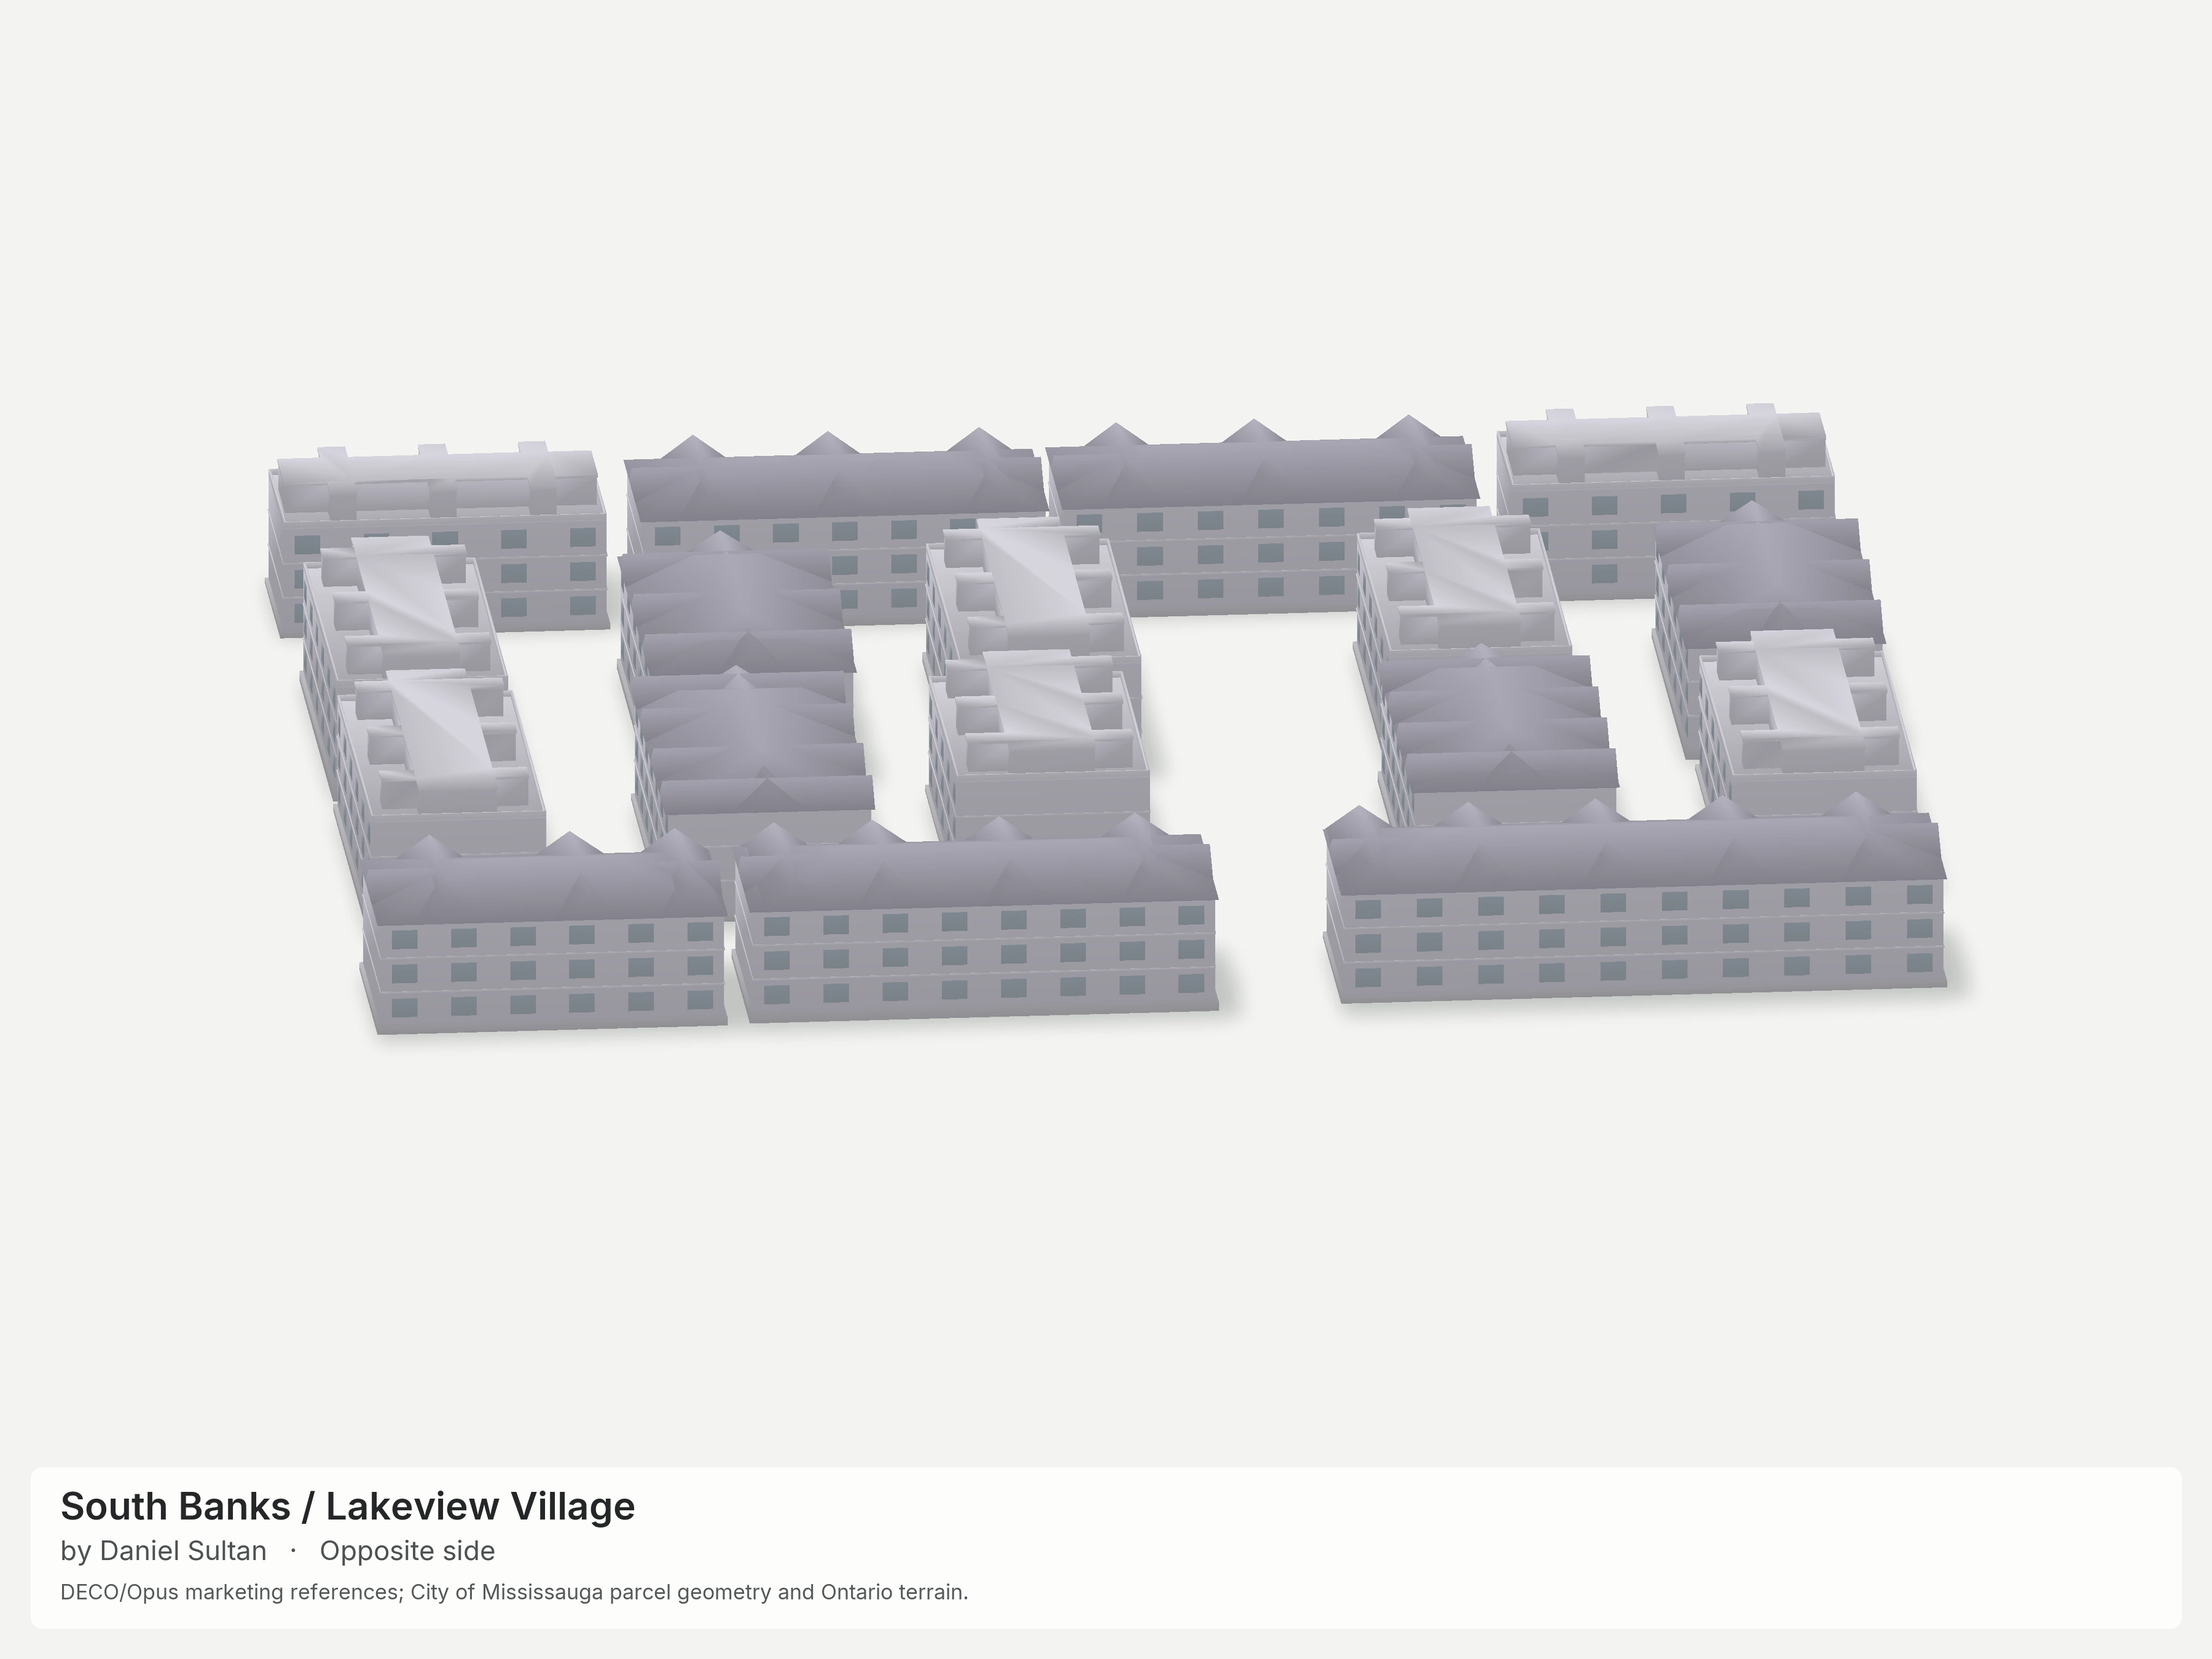 South Banks / Lakeview Village
by Daniel Sultan · Opposite side
DECO/Opus marketing references; City of Mississauga parcel geometry and Ontario terrain.